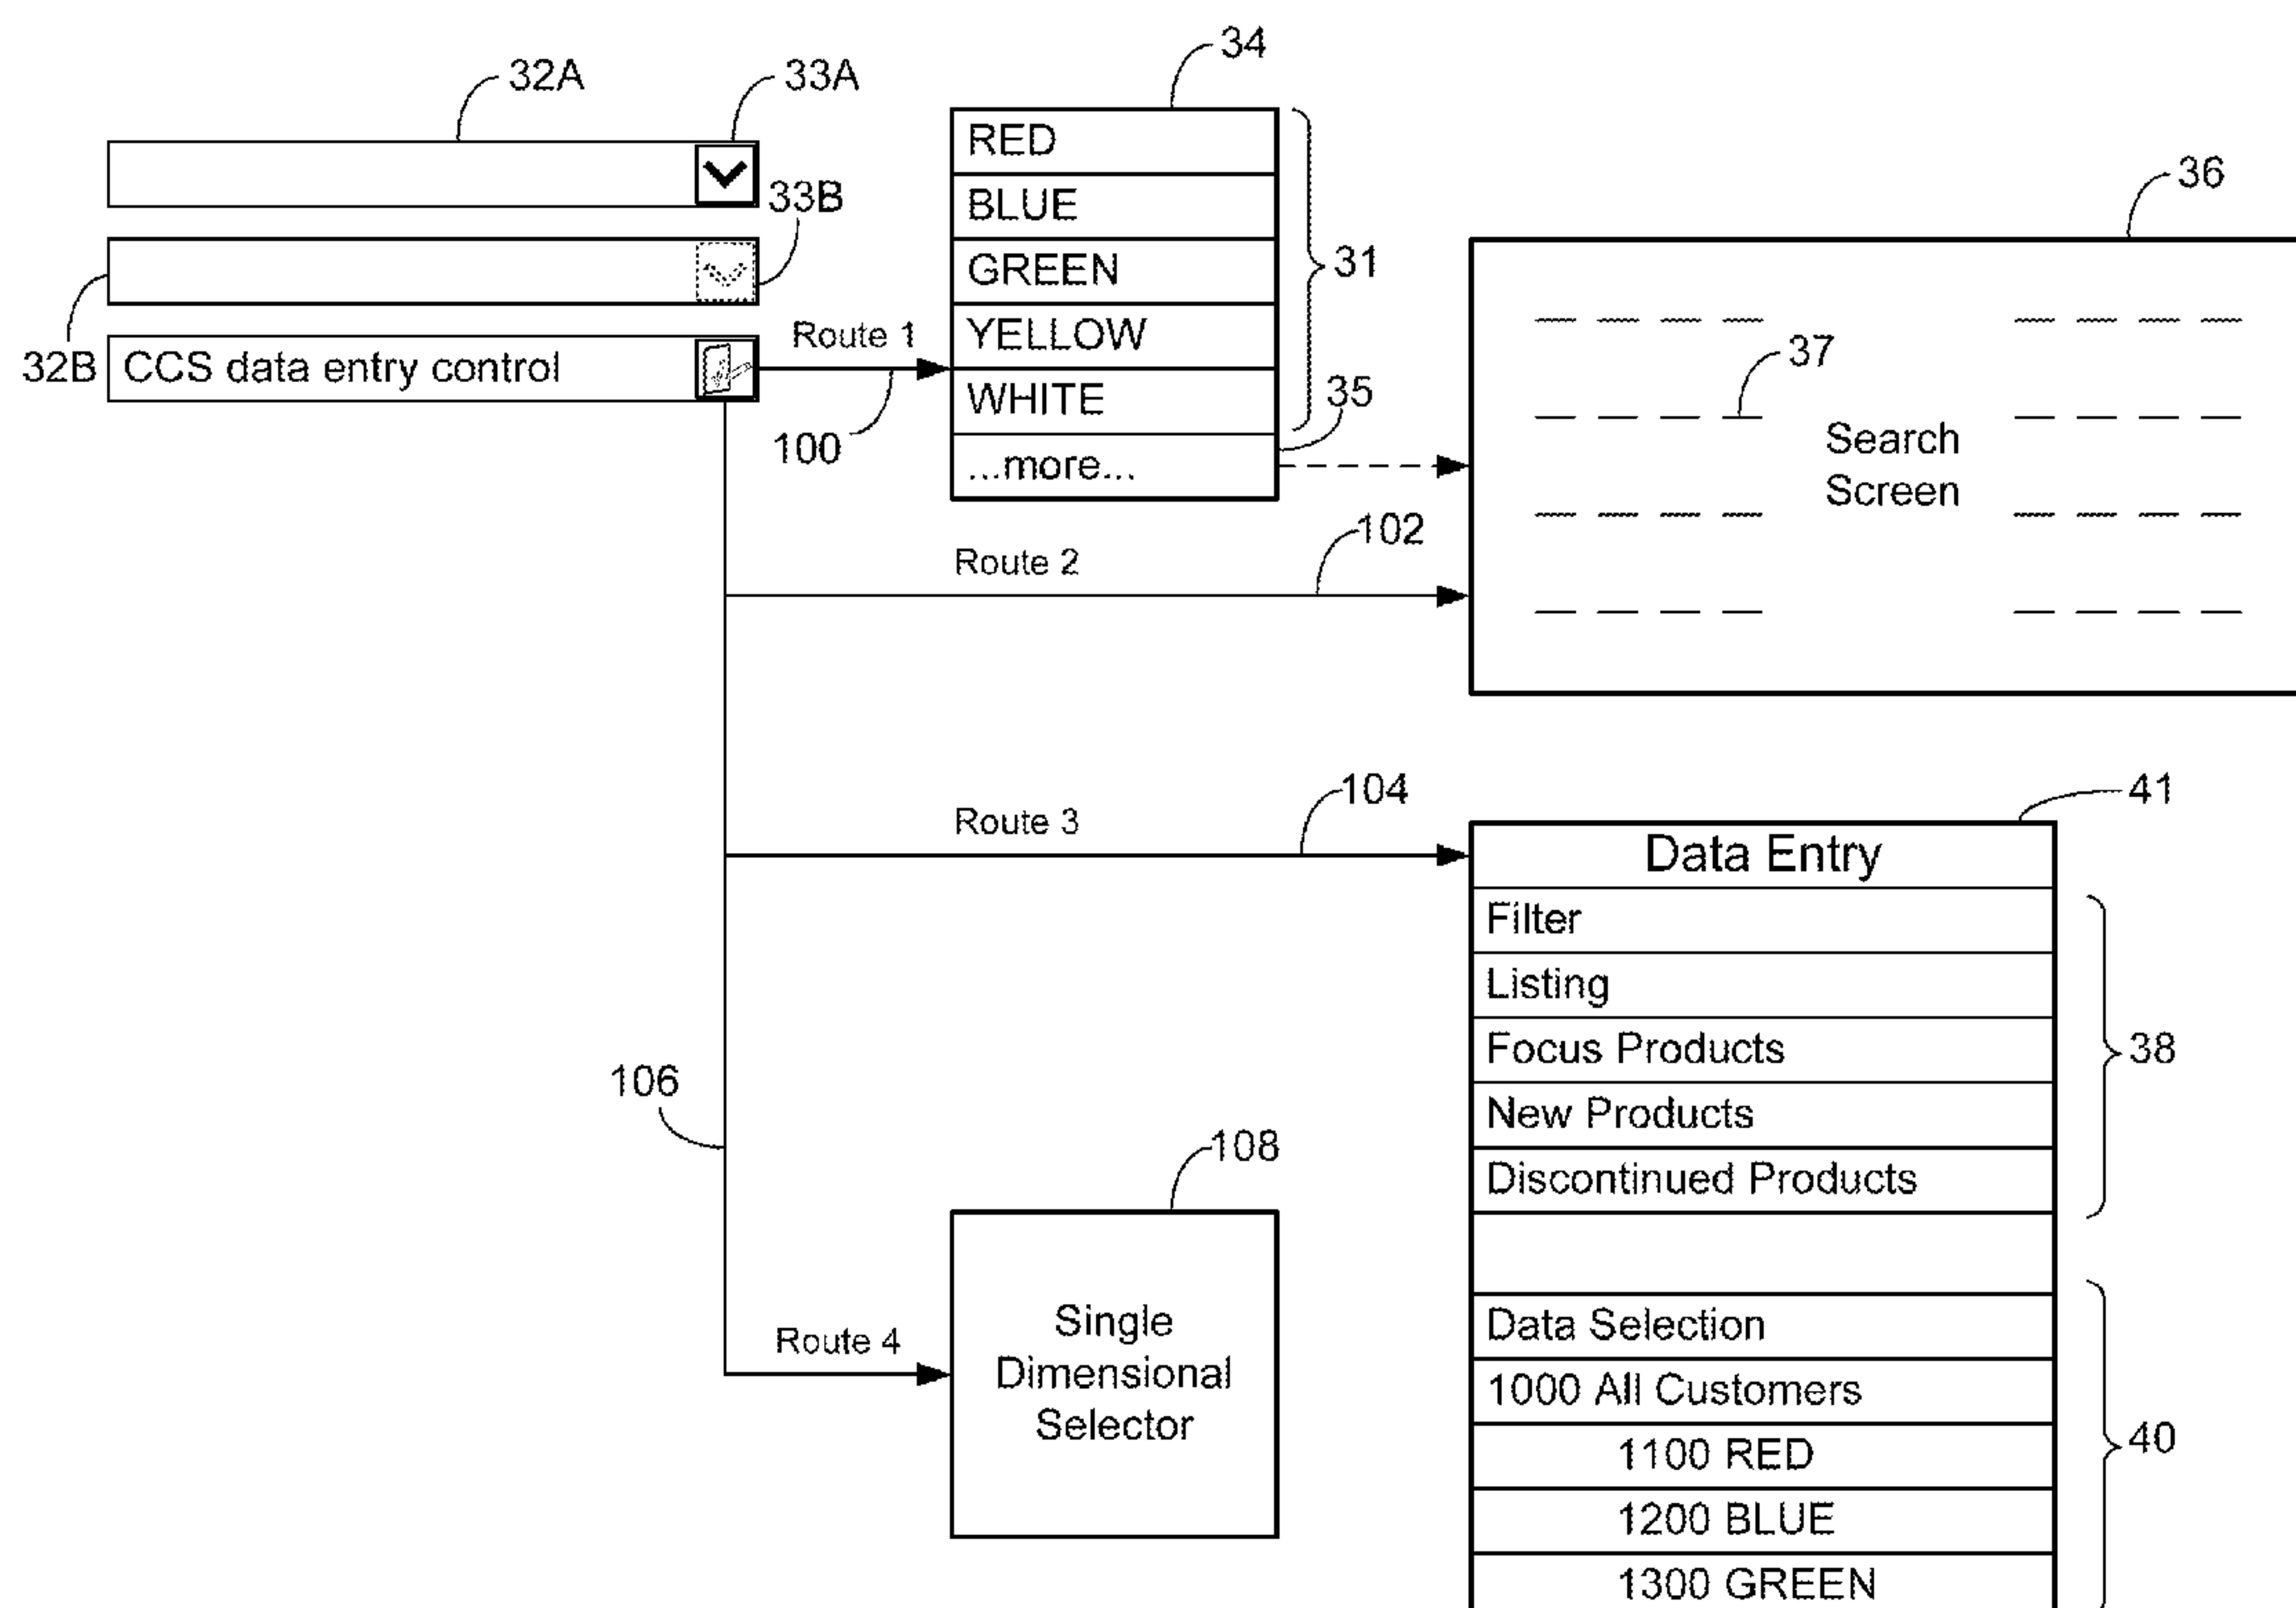 34
32A
33A
RED
36
33B
BLUE
GREEN
31
Route 1
YELLOW
37
32B
CCS data entry control
WHITE
35
100
...more...
Search
Screen
102
Route 2
104
41
Route 3
Data Entry
Filter
Listing
Focus Products
38
106
New Products
108
Discontinued Products
Single
Dimensional
Selector
Route 4
Data Selection
1000 All Customers
1100 RED
40
1200 BLUE
1300 GREEN